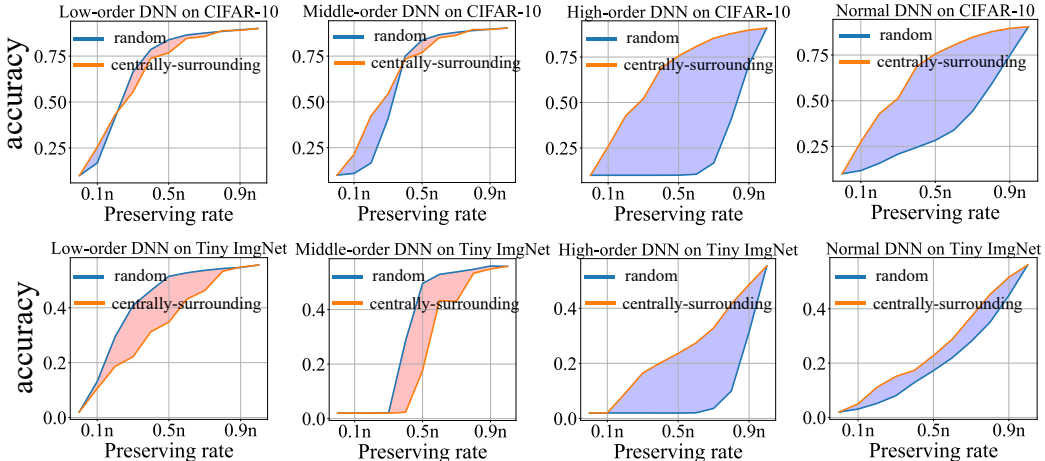 Low-order DNN on CIFAR-10
random
centrally-surrounding
0.75
0.50
0.25
accuracy
0.1n 0.5n 0.9n
Preserving rate
Middle-order DNN on CIFAR-10
random
centrally-surrounding
0.75
0.50
0.25
0.1n 0.5n 0.9n
Preserving rate
High-order DNN on CIFAR-10
random
centrally-surrounding
0.75
0.50
0.25
0.1n 0.5n 0.9n
Preserving rate
Normal DNN on CIFAR-10
random
centrally-surrounding
0.75
0.50
0.25
0.1n 0.5n 0.9n
Preserving rate
Low-order DNN on Tiny ImgNet
random
centrally-surrounding
0.4
0.2
0.0
accuracy
0.1n 0.5n 0.9n
Preserving rate
Middle-order DNN on Tiny ImgNet
random
centrally-surrounding
0.4
0.2
0.0
0.1n 0.5n 0.9n
Preserving rate
High-order DNN on Tiny ImgNet
random
centrally-surrounding
0.4
0.2
0.0
0.1n 0.5n 0.9n
Preserving rate
Normal DNN on Tiny ImgNet
random
centrally-surrounding
0.4
0.2
0.0
0.1n 0.5n 0.9n
Preserving rate